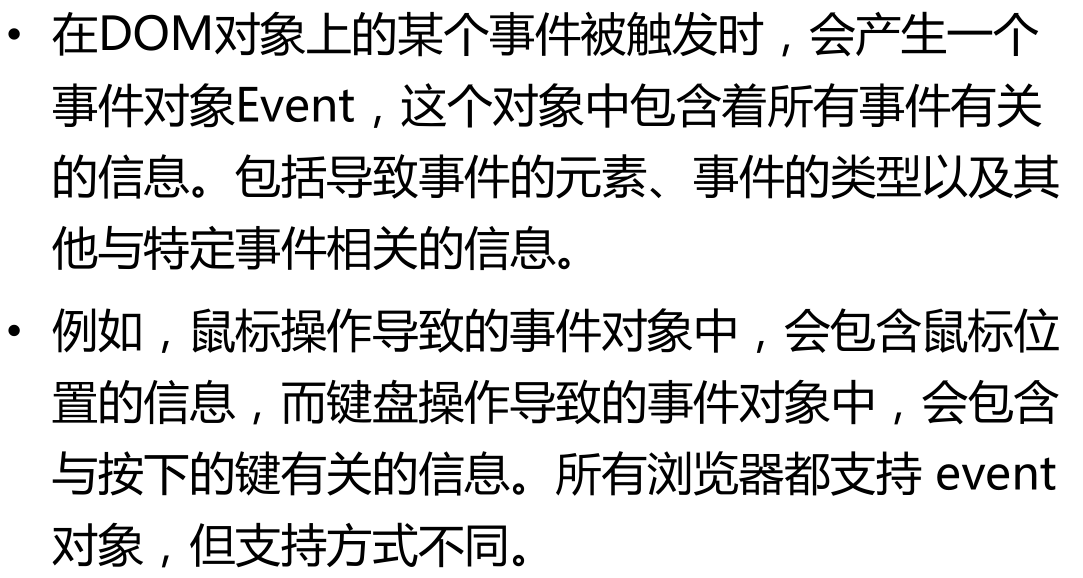 • 在DOM对象上的某个事件被触发时，会产生一个
事件对象Event，这个对象中包含着所有事件有关
的信息。包括导致事件的元素、事件的类型以及其
他与特定事件相关的信息。
• 例如，鼠标操作导致的事件对象中，会包含鼠标位
置的信息，而键盘操作导致的事件对象中，会包含
与按下的键有关的信息。所有浏览器都支持 event
对象，但支持方式不同。